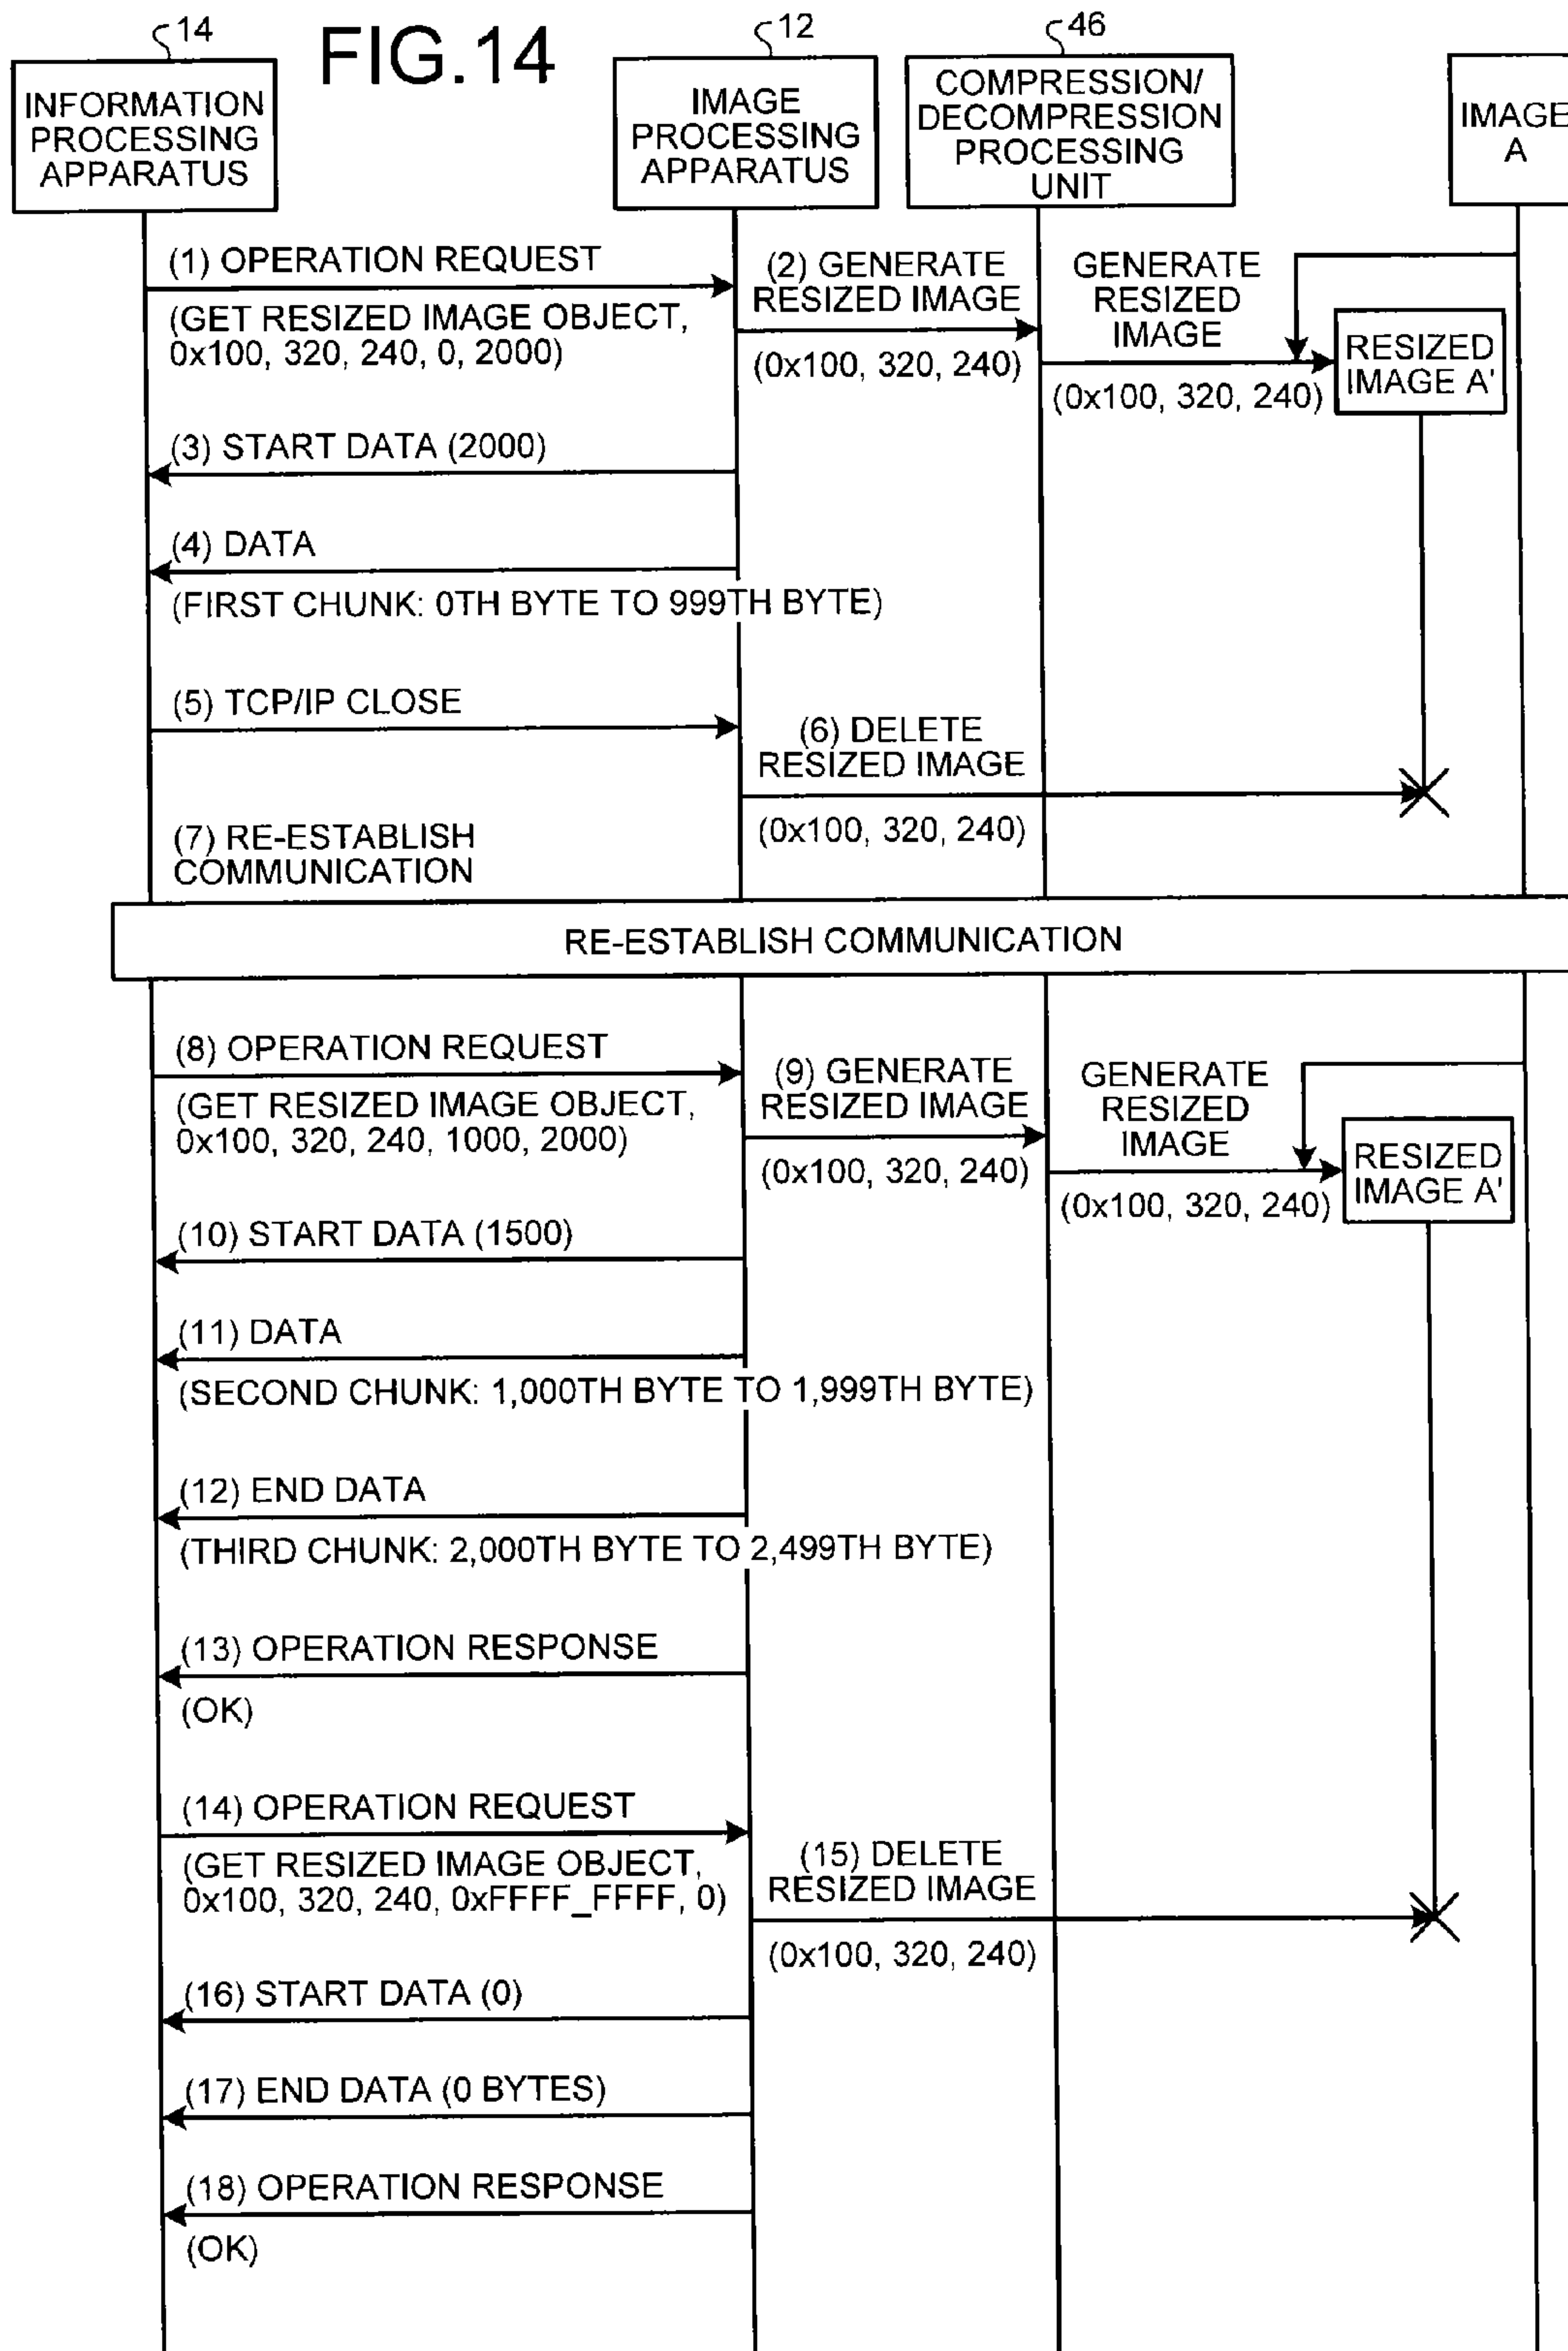 FIG.14
14
12
46
INFORMATION
PROCESSING
APPARATUS
IMAGE
PROCESSING
APPARATUS
COMPRESSION/
DECOMPRESSION
PROCESSING
UNIT
IMAGE
A
(1) OPERATION REQUEST
(GET RESIZED IMAGE OBJECT,
0x100, 320, 240, 0, 2000)
(2) GENERATE
RESIZED IMAGE
(0x100, 320, 240)
GENERATE
RESIZED
IMAGE
(0x100, 320, 240)
RESIZED
IMAGE A'
(3) START DATA (2000)
(4) DATA
(FIRST CHUNK: 0TH BYTE TO 999TH BYTE)
(5) TCP/IP CLOSE
(6) DELETE
RESIZED IMAGE
(0x100, 320, 240)
(7) RE-ESTABLISH
COMMUNICATION
RE-ESTABLISH COMMUNICATION
(8) OPERATION REQUEST
(GET RESIZED IMAGE OBJECT,
0x100, 320, 240, 1000, 2000)
(9) GENERATE
RESIZED IMAGE
(0x100, 320, 240)
GENERATE
RESIZED
IMAGE
(0x100, 320, 240)
RESIZED
IMAGE A'
(10) START DATA (1500)
(11) DATA
(SECOND CHUNK: 1,000TH BYTE TO 1,999TH BYTE)
(12) END DATA
(THIRD CHUNK: 2,000TH BYTE TO 2,499TH BYTE)
(13) OPERATION RESPONSE
(OK)
(14) OPERATION REQUEST
(GET RESIZED IMAGE OBJECT,
0x100, 320, 240, 0xFFFF_FFFF, 0)
(15) DELETE
RESIZED IMAGE
(0x100, 320, 240)
(16) START DATA (0)
(17) END DATA (0 BYTES)
(18) OPERATION RESPONSE
(OK)